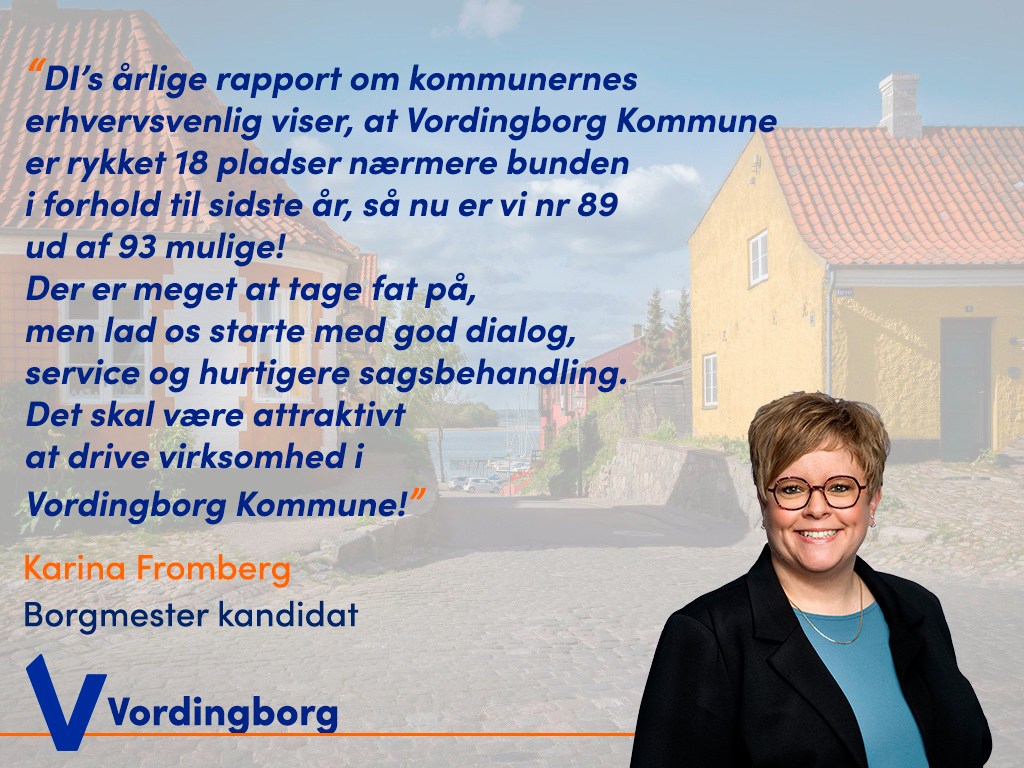 “DI’s årlige rapport om kommunernes
erhvervsvenlig viser, at Vordingborg Kommune
er rykket 18 pladser nærmere bunden
i forhold til sidste år, så nu er vi nr 89
ud af 93 mulige!
Der er meget at tage fat på,
men lad os starte med god dialog,
service og hurtigere sagsbehandling.
Det skal være attraktivt
at drive virksomhed i
Vordingborg Kommune!”
Karina Fromberg
Borgmester kandidat
V Vordingborg